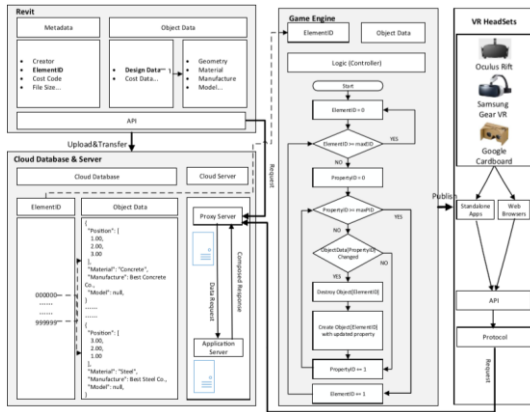 Revit
Metadata
Object Data
Creator
ElementID
Cost Code
File Size...
Design Data
Cost Data...
Geometry
Material
Manufacture
Model...
API
Upload&Transfer
Cloud Database & Server
Cloud Database
Cloud Server
ElementID
Object Data
000000
......
......
999999
{
"Position": [
1.00,
2.00,
3.00
],
"Material": "Concrete",
"Manufacture": Best Concrete
Co.,
"Model": null,
}
......
......
{
"Position": [
3.00,
2.00,
1.00
],
"Material": "Steel",
"Manufacture": Best Steel Co.,
"Model": null,
}
Proxy Server
Data Request
Composed Response
Application
Server
Request
Game Engine
ElementID
Object Data
Logic (Controller)
Start
ElementID = 0
ElementID >= maxEID
YES
NO
PropertyID = 0
PropertyID >= maxPID
YES
NO
ObjectData[PropertyID]
Changed
NO
YES
Destroy Object[ElementID]
Create Object[ElementID]
with updated property
PropertyID += 1
ElementID += 1
Publish
VR HeadSets
Oculus Rift
Samsung
Gear VR
Google
Cardboard
Standalone
Apps
Web
Browsers
API
Protocol
Request